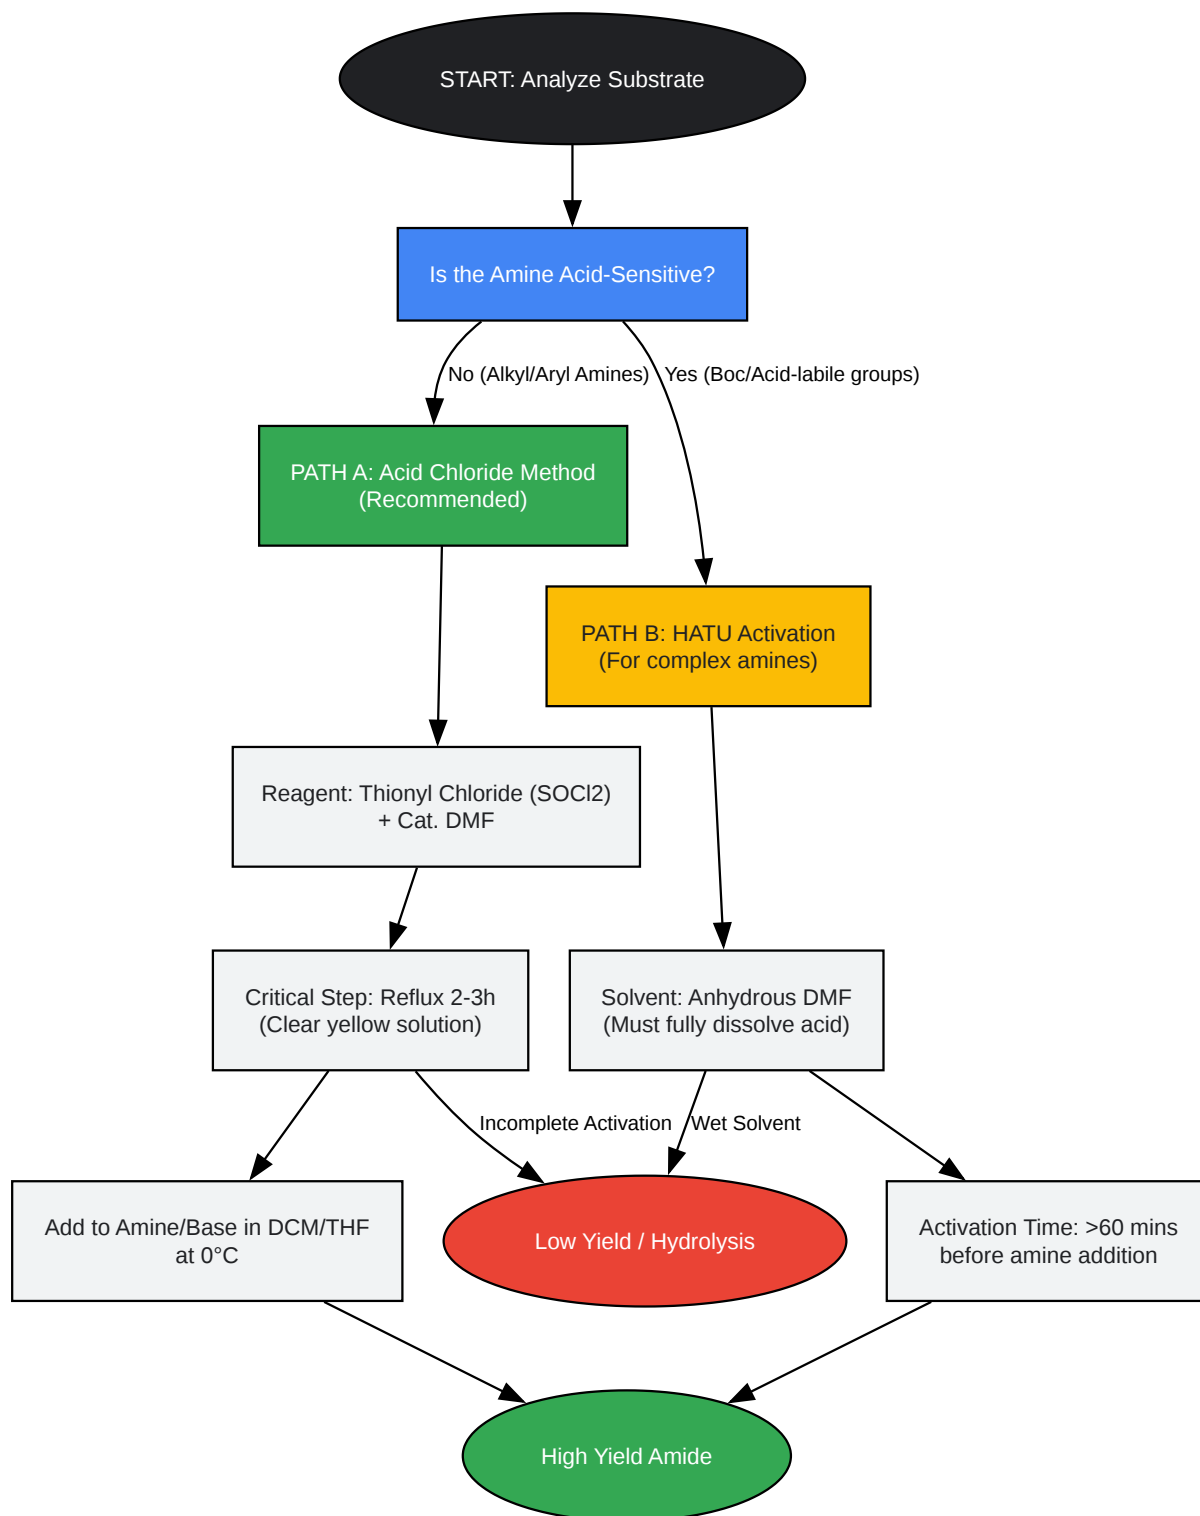 START: Analyze Substrate
Is the Amine Acid-Sensitive?
No (Alkyl/Aryl Amines)
Yes (Boc/Acid-labile groups)
PATH A: Acid Chloride Method
(Recommended)
PATH B: HATU Activation
(For complex amines)
Reagent: Thionyl Chloride (SOCl2)
+ Cat. DMF
Critical Step: Reflux 2-3h
(Clear yellow solution)
Solvent: Anhydrous DMF
(Must fully dissolve acid)
Incomplete Activation
Wet Solvent
Add to Amine/Base in DCM/THF
at 0°C
Low Yield / Hydrolysis
Activation Time: >60 mins
before amine addition
High Yield Amide